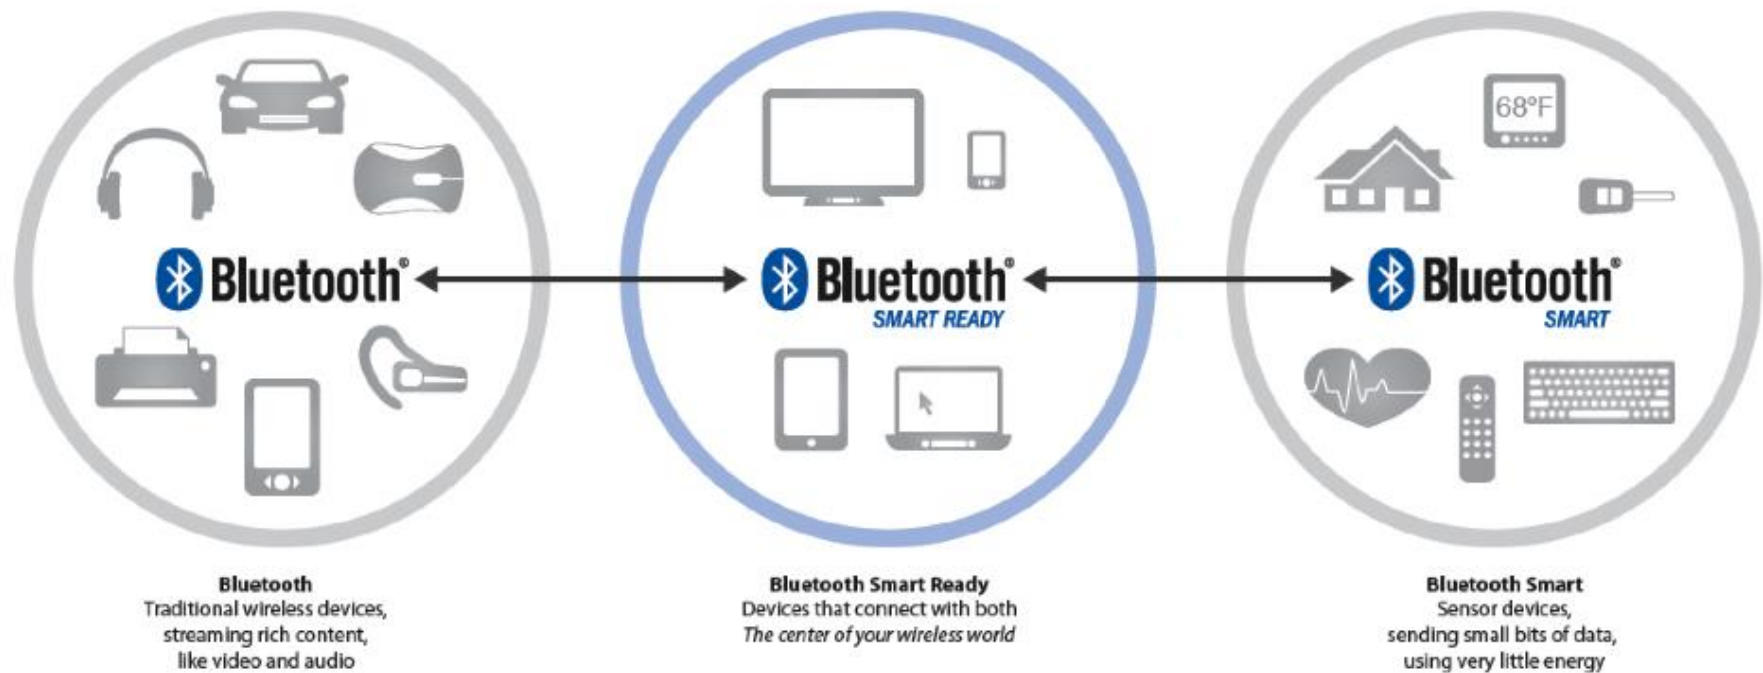 68°F
Bluetooth®
Bluetooth®
SMART READY
Bluetooth®
SMART
Bluetooth
Traditional wireless devices,
streaming rich content,
like video and audio
Bluetooth Smart Ready
Devices that connect with both
The center of your wireless world
Bluetooth Smart
Sensor devices,
sending small bits of data,
using very little energy